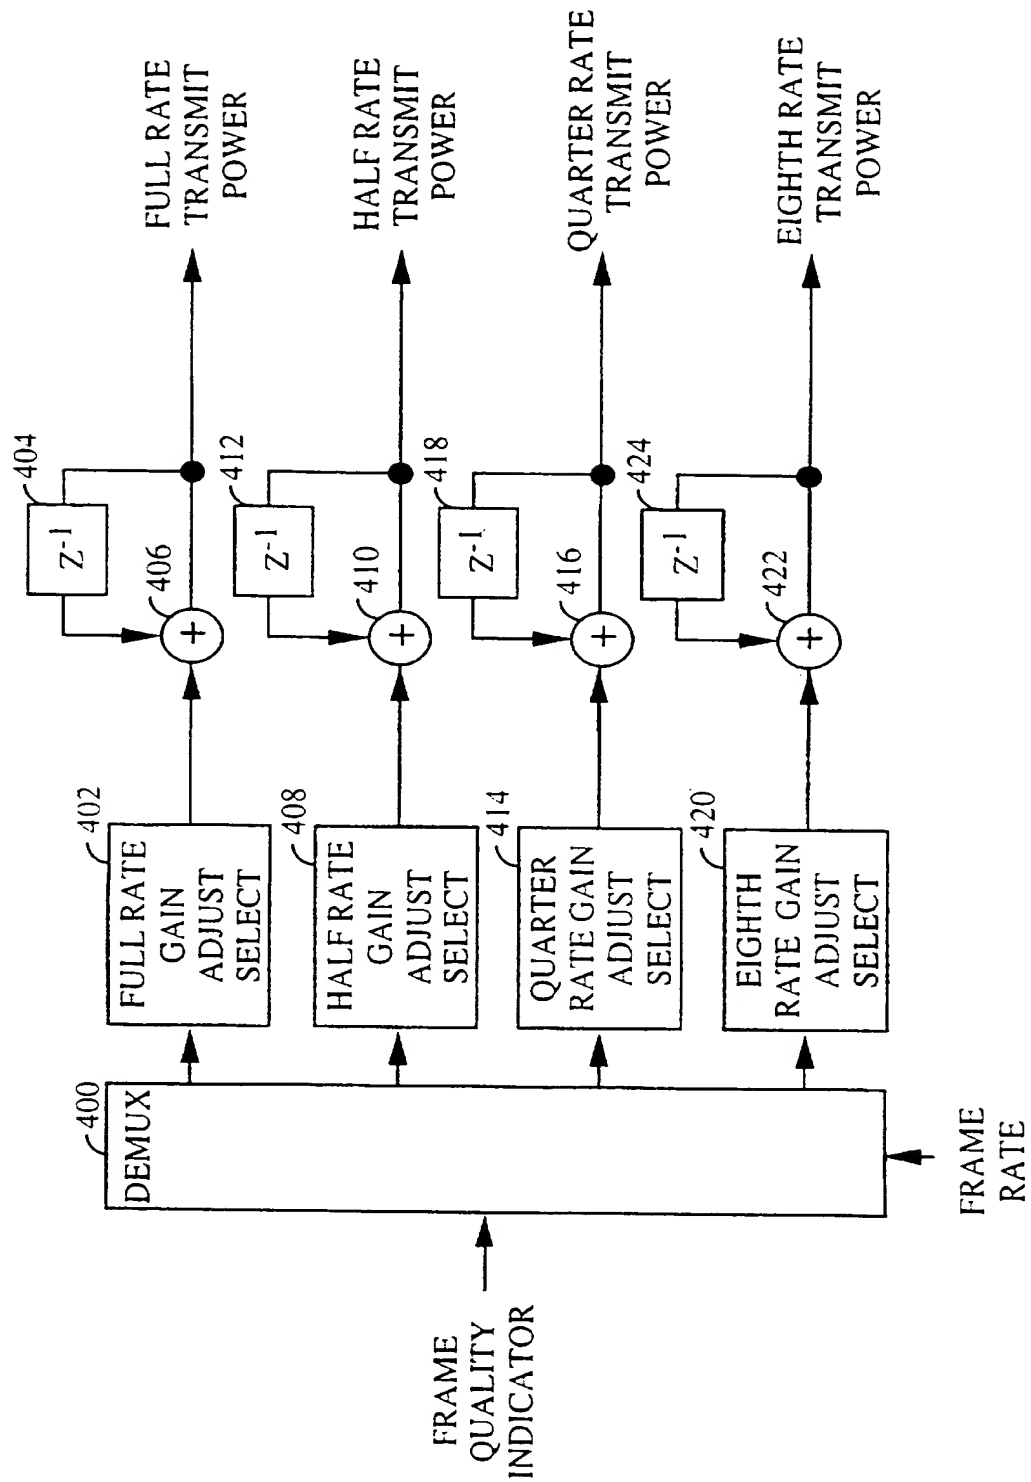 FRAME
QUALITY
INDICATOR
FRAME
RATE
400
DEMUX
402
FULL RATE
GAIN
ADJUST
SELECT
404
Z⁻¹
406
+
FULL RATE
TRANSMIT
POWER
408
HALF RATE
GAIN
ADJUST
SELECT
412
Z⁻¹
410
+
HALF RATE
TRANSMIT
POWER
414
QUARTER
RATE GAIN
ADJUST
SELECT
418
Z⁻¹
416
+
QUARTER RATE
TRANSMIT
POWER
420
EIGHTH
RATE GAIN
ADJUST
SELECT
424
Z⁻¹
422
+
EIGHTH RATE
TRANSMIT
POWER